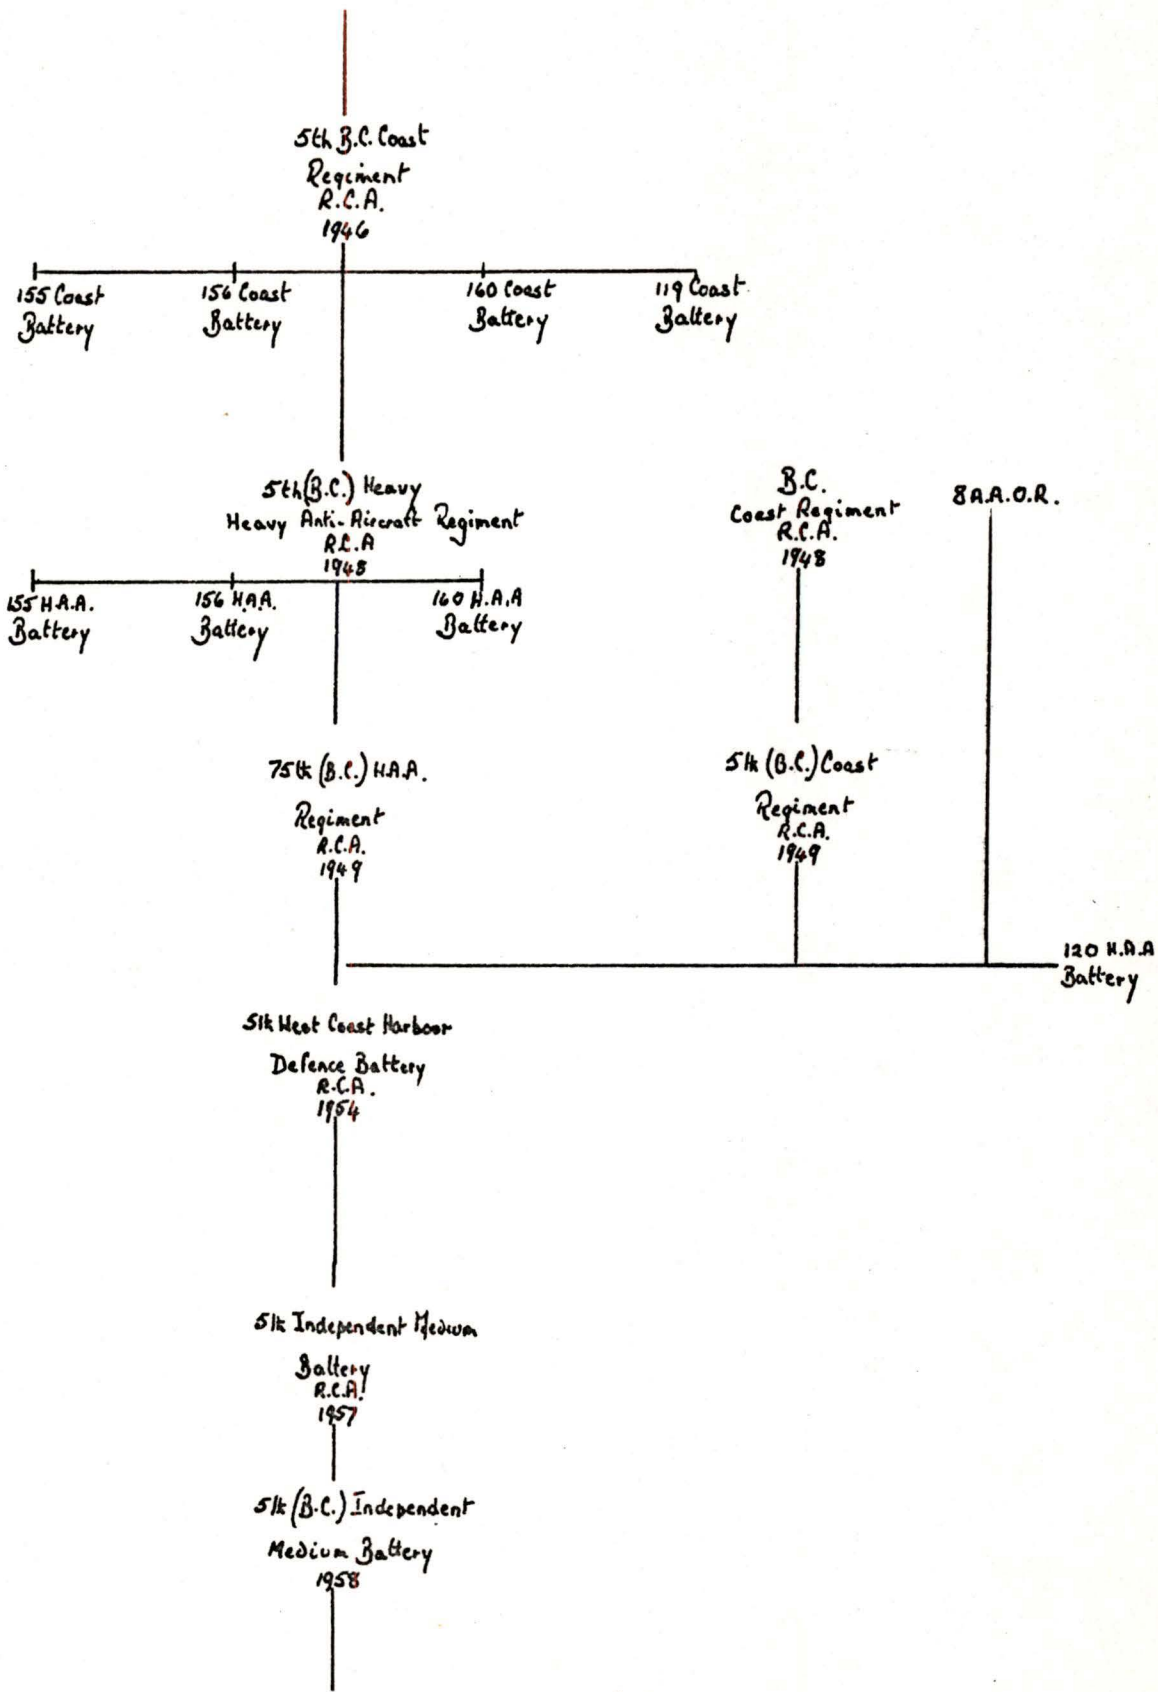 5th B.C. Coast
Regiment
R.C.A.
1946
155 Coast
Battery
156 Coast
Battery
160 Coast
Battery
119 Coast
Battery
5th (B.C.) Heavy
Heavy Anti-Aircraft Regiment
R.C.A
1948
155 H.A.A.
Battery
156 H.A.A.
Battery
160 H.A.A
Battery
B.C.
Coast Regiment
R.C.A.
1948
8 A.A.O.R.
75th (B.C.) H.A.A.
Regiment
R.C.A.
1949
5th (B.C.) Coast
Regiment
R.C.A.
1949
120 H.A.A
Battery
5th West Coast Harbour
Defence Battery
R.C.A.
1954
5th Independent Medium
Battery
R.C.A.
1957
5th (B.C.) Independent
Medium Battery
1958